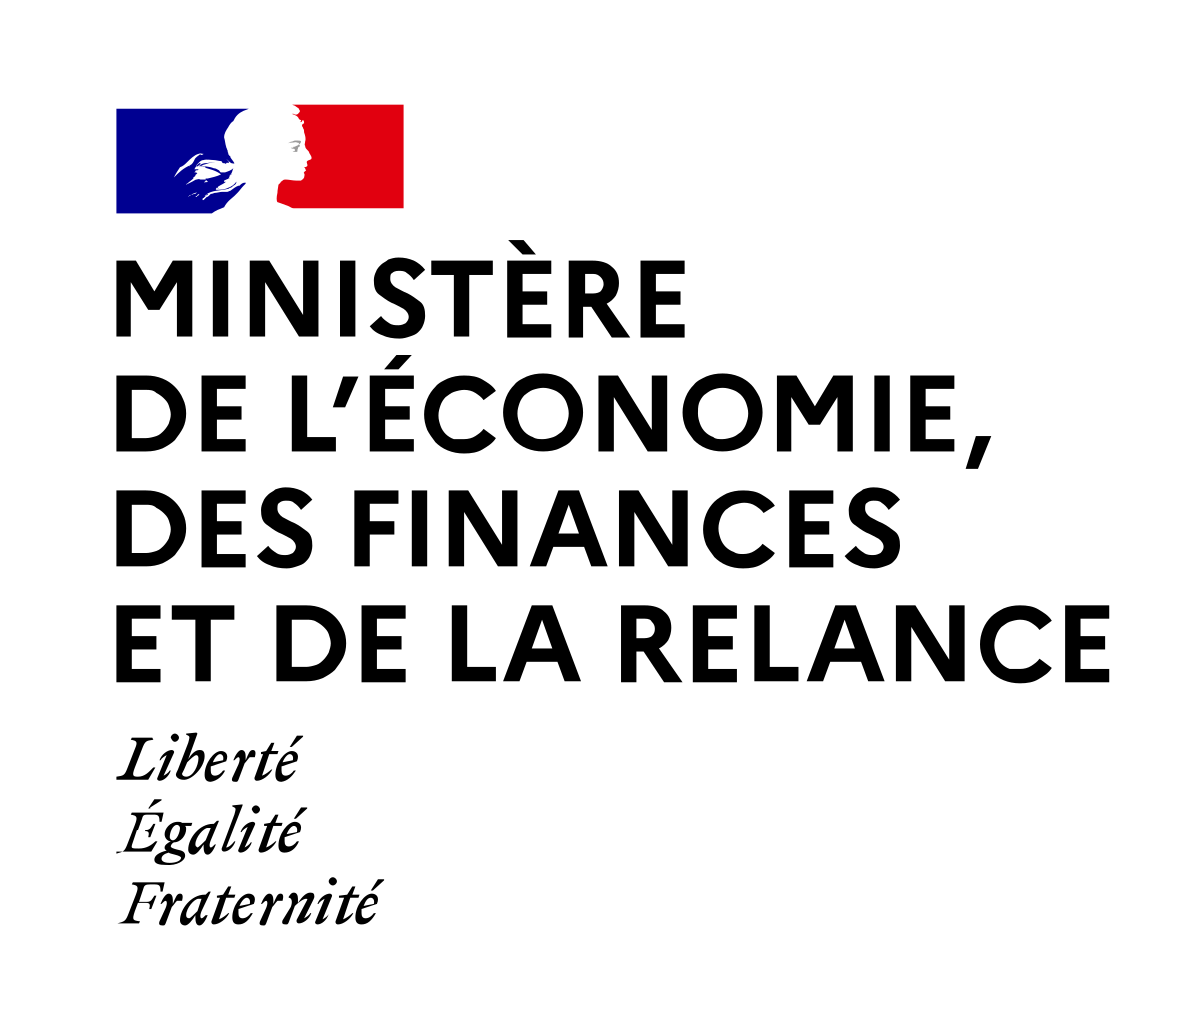 MINISTÈRE
DE L’ÉCONOMIE,
DES FINANCES
ET DE LA RELANCE
Liberté
Égalité
Fraternité